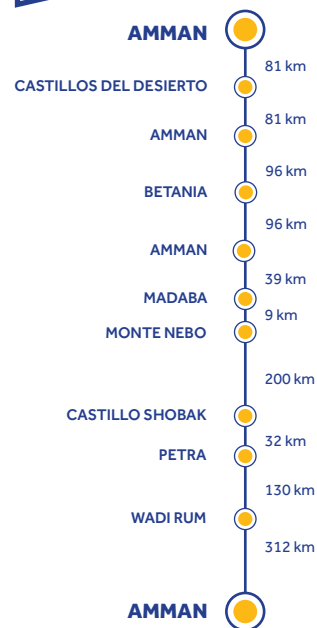 AMMAN
81 km
CASTILLOS DEL DESIERTO
81 km
AMMAN
96 km
BETANIA
96 km
AMMAN
39 km
MADABA
9 km
MONTE NEBO
200 km
CASTILLO SHOBAK
32 km
PETRA
130 km
WADI RUM
312 km
AMMAN